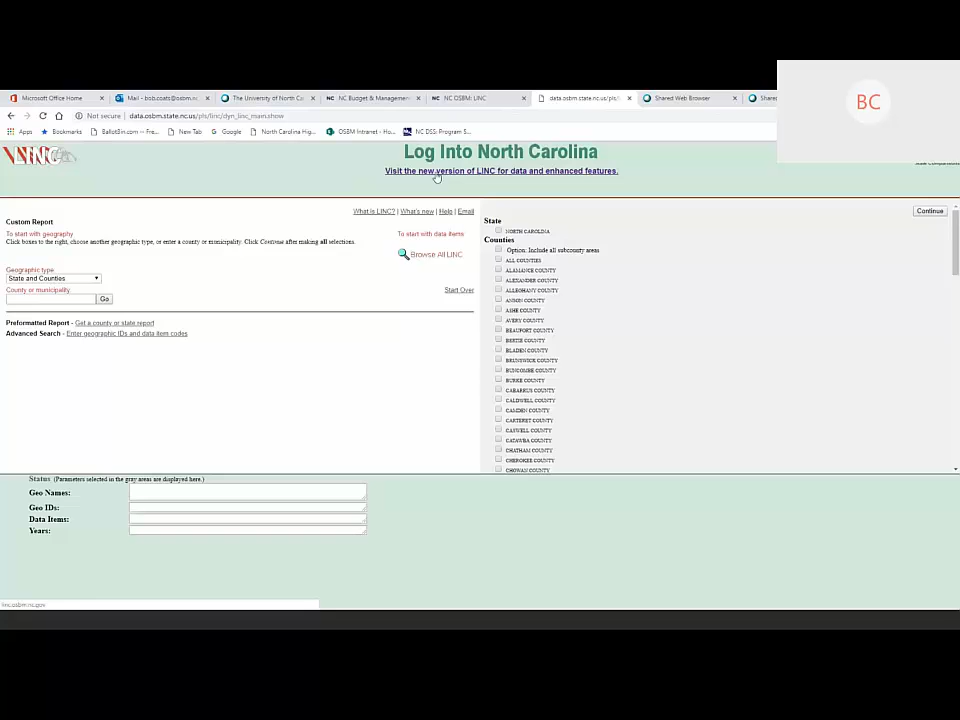 BC
Microsoft Office Home
Mail - bob.coats@osbm.nc
The University of North Ca
NC Budget & Management
NC OSBM: LINC
data.osbm.state.nc.us/pls/
Shared Web Browser
Share
Not secure | data.osbm.state.nc.us/pls/linc/dyn_linc_main.show
Apps
Bookmarks
Ballot5in.com -- Fre...
New Tab
Google
North Carolina Hig...
OSBM Intranet - Ho...
NC DSS: Program S...
LINC
Log Into North Carolina
Visit the new version of LINC for data and enhanced features.
What is LINC? | What's new | Help | Email
Custom Report
To start with geography
Click boxes to the right, choose another geographic type, or enter a county or municipality. Click Continue after making all selections.
To start with data items
Browse All LINC
Geographic type
State and Counties
County or municipality
Go
Start Over
Preformatted Report - Get a county or state report
Advanced Search - Enter geographic IDs and data item codes
Continue
State
NORTH CAROLINA
Counties
Option: Include all subcounty areas
ALL COUNTIES
ALAMANCE COUNTY
ALEXANDER COUNTY
ALLEGHANY COUNTY
ANSON COUNTY
ASHE COUNTY
AVERY COUNTY
BEAUFORT COUNTY
BERTIE COUNTY
BLADEN COUNTY
BRUNSWICK COUNTY
BUNCOMBE COUNTY
BURKE COUNTY
CABARRUS COUNTY
CALDWELL COUNTY
CAMDEN COUNTY
CARTERET COUNTY
CASWELL COUNTY
CATAWBA COUNTY
CHATHAM COUNTY
CHEROKEE COUNTY
CHOWAN COUNTY
Status (Parameters selected in the gray areas are displayed here.)
Geo Names:
Geo IDs:
Data Items:
Years:
linc.osbm.nc.gov